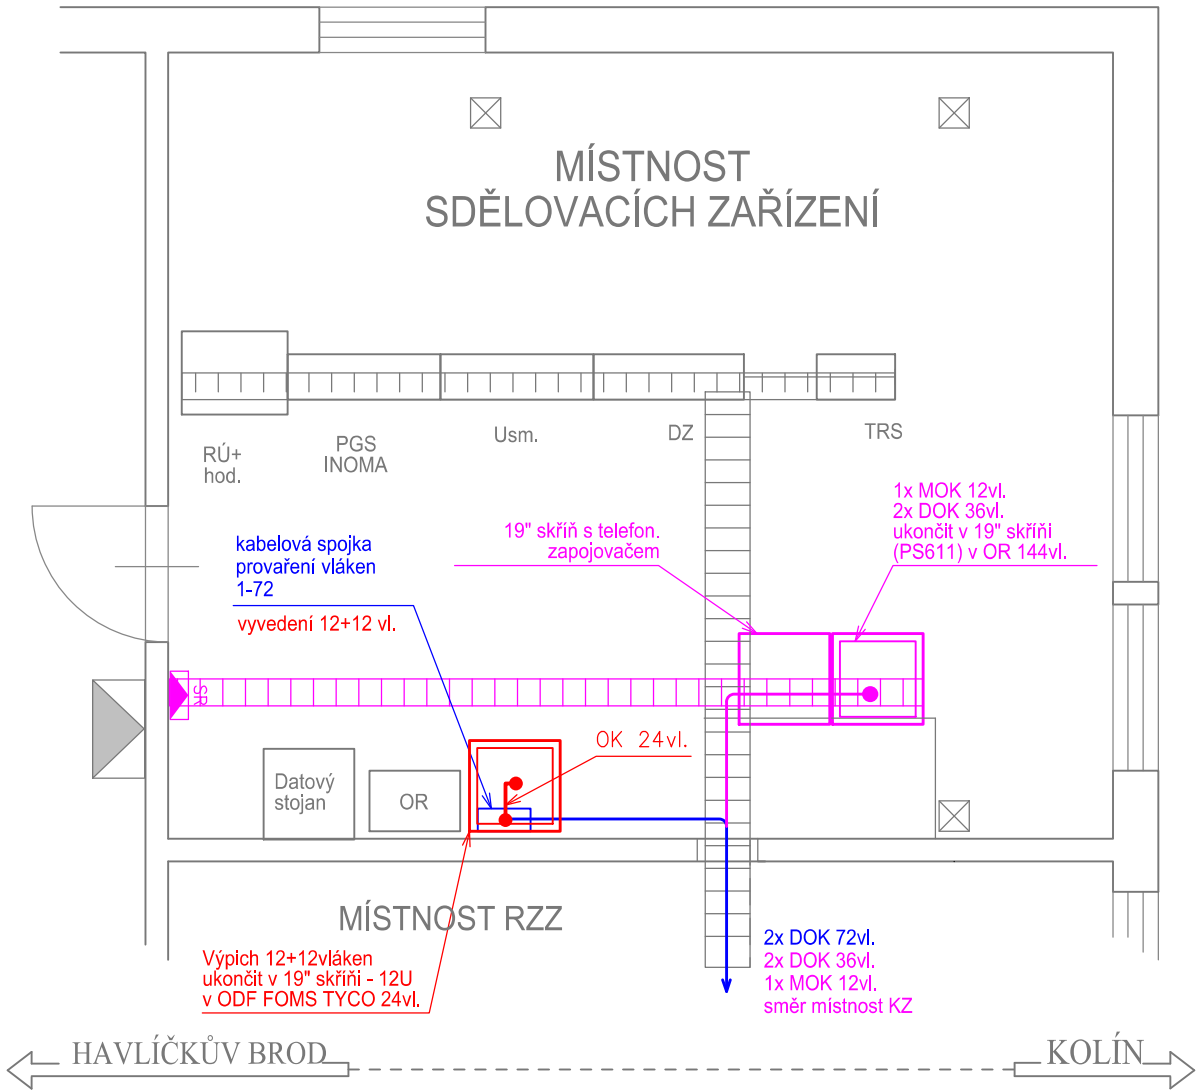 MÍSTNOST
SDĚLOVACÍCH ZAŘÍZENÍ
RÚ+
hod.
PGS
INOMA
Usm.
DZ
TRS
1x MOK 12vl.
2x DOK 36vl.
ukončit v 19" skříňi
(PS611) v OR 144vl.
19" skříň s telefon.
zapojovačem
kabelová spojka
provaření vláken
1-72
vyvedení 12+12 vl.
SR
OK 24vl.
Datový
stojan
OR
MÍSTNOST RZZ
Výpich 12+12vláken
ukončit v 19" skříňi - 12U
v ODF FOMS TYCO 24vl.
2x DOK 72vl.
2x DOK 36vl.
1x MOK 12vl.
směr místnost KZ
HAVLÍČKŮV BROD
KOLÍN